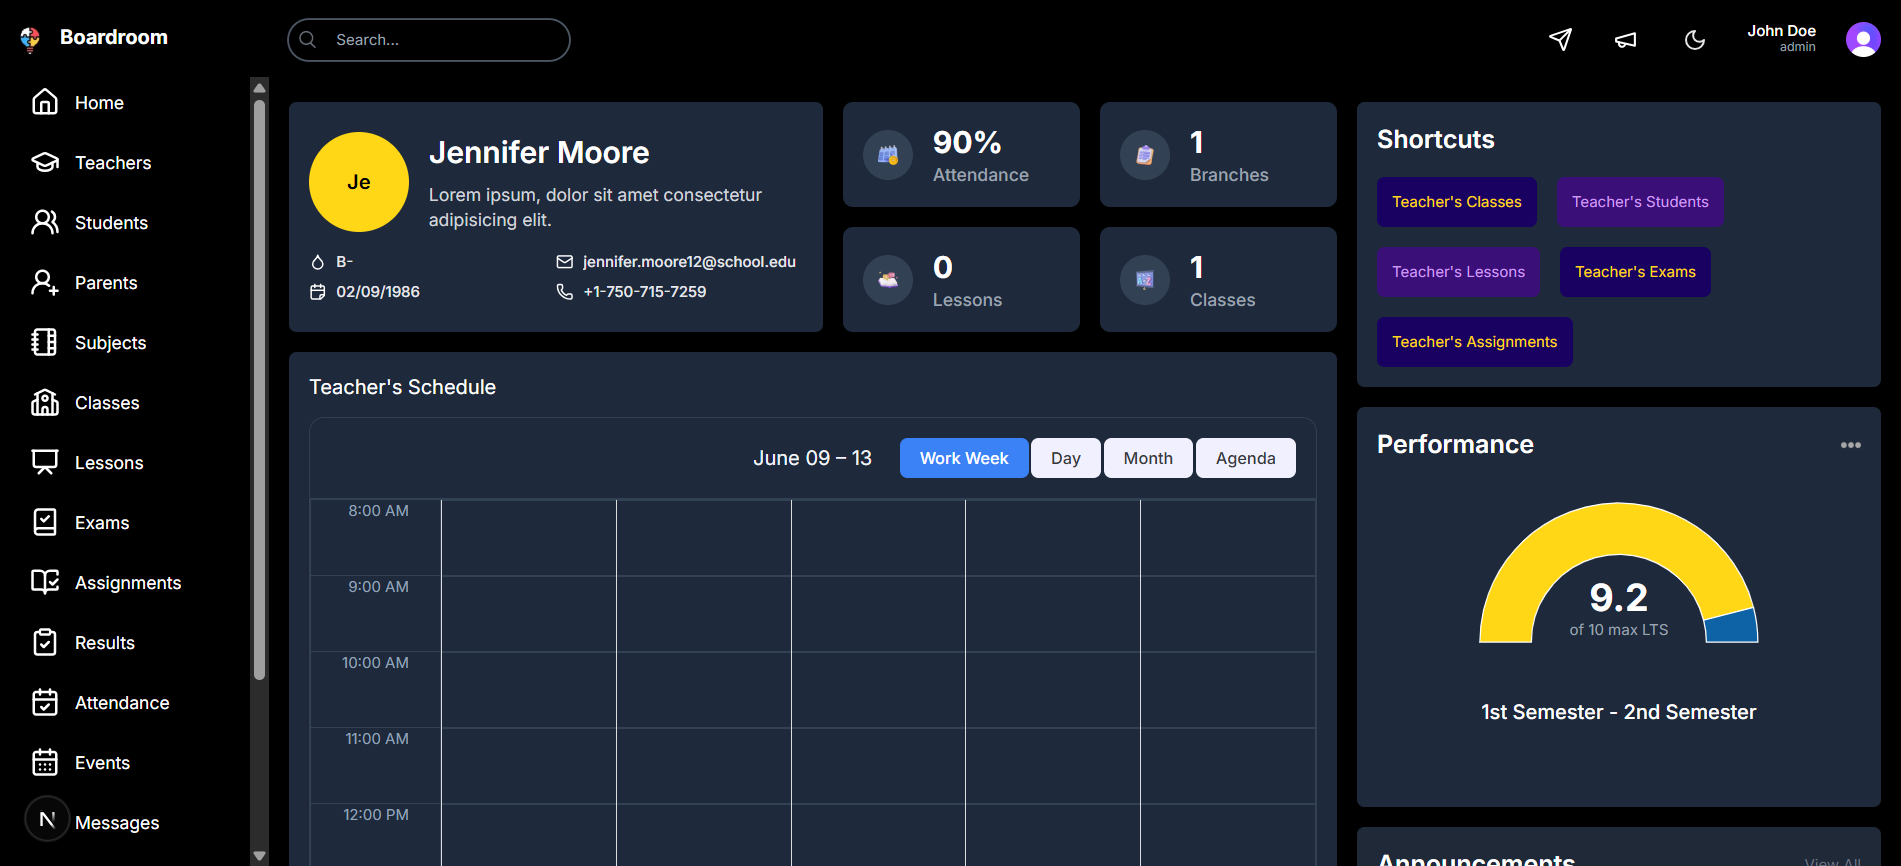 Boardroom
Search...
John Doe
admin
Home
Teachers
Students
Parents
Subjects
Classes
Lessons
Exams
Assignments
Results
Attendance
Events
N
Messages
Je
Jennifer Moore
Lorem ipsum, dolor sit amet consectetur
adipisicing elit.
B-
jennifer.moore12@school.edu
02/09/1986
+1-750-715-7259
90%
Attendance
1
Branches
0
Lessons
1
Classes
Teacher's Schedule
June 09 – 13
Work Week
Day
Month
Agenda
8:00 AM
9:00 AM
10:00 AM
11:00 AM
12:00 PM
Shortcuts
Teacher's Classes
Teacher's Students
Teacher's Lessons
Teacher's Exams
Teacher's Assignments
Performance
9.2
of 10 max LTS
1st Semester - 2nd Semester
Announcements
View All